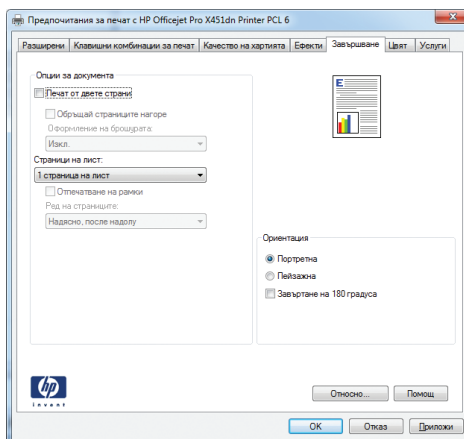 Предпочитания за печат с HP Officejet Pro X451dn Printer PCL 6
Разширени
Клавишни комбинации за печат
Качество на хартията
Ефекти
Завършване
Цвят
Услуги
Опции за документа
Печат от двете страни
Обръщай страниците нагоре
Оформление на брошурата:
Изкл.
Страници на лист:
1 страница на лист
Отпечатване на рамки
Ред на страниците:
Надясно, после надолу
E
Ориентация
Портретна
Пейзажна
Завъртане на 180 градуса
hp
invent
Относно...
Помощ
OK
Отказ
Приложи